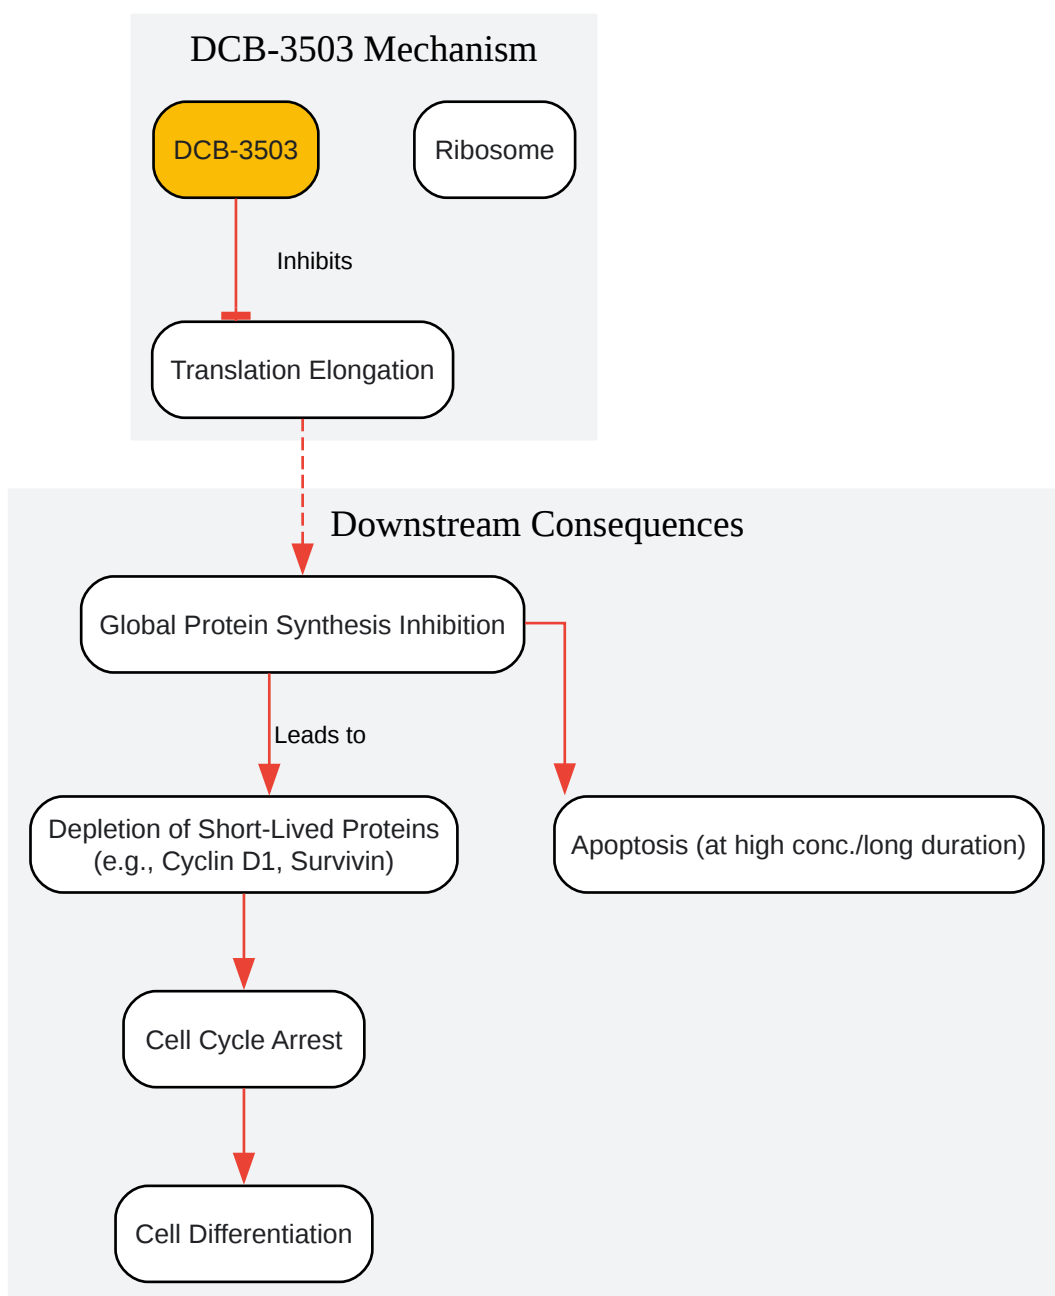 DCB-3503 Mechanism
DCB-3503
Ribosome
Inhibits
Translation Elongation
Downstream Consequences
Global Protein Synthesis Inhibition
Leads to
Depletion of Short-Lived Proteins
(e.g., Cyclin D1, Survivin)
Apoptosis (at high conc./long duration)
Cell Cycle Arrest
Cell Differentiation